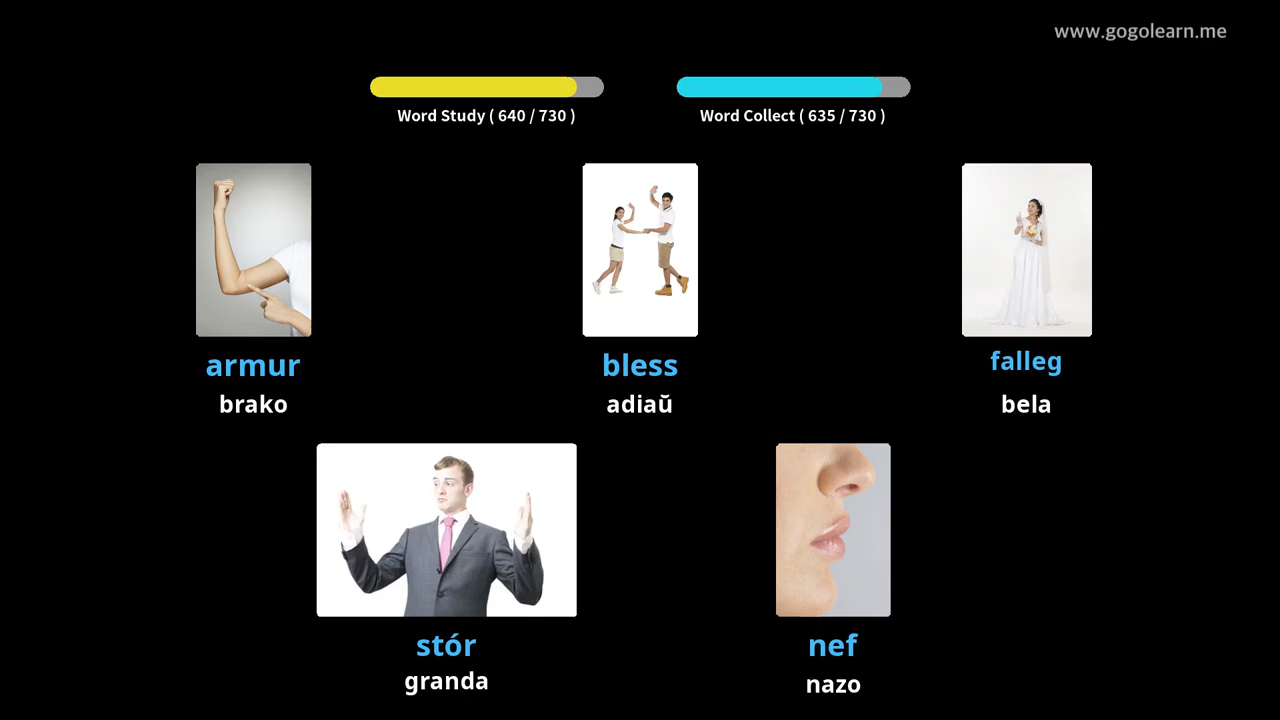 www.gogolearn.me
Word Study ( 640 / 730 )
Word Collect ( 635 / 730 )
armur
brako
bless
adiaŭ
falleg
bela
stór
granda
nef
nazo